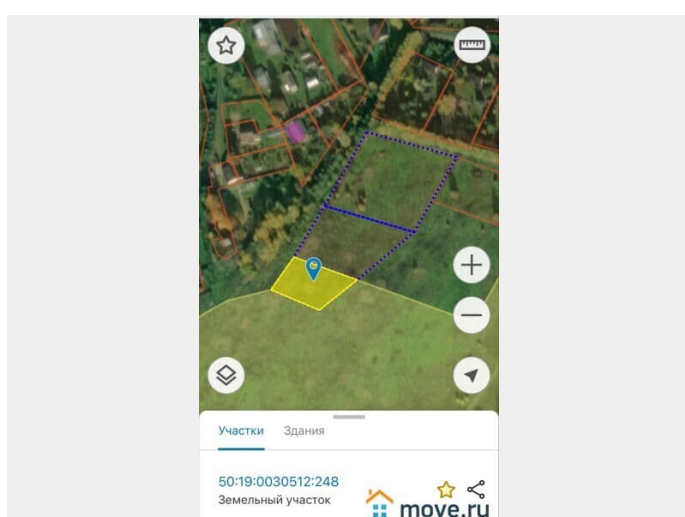 Участки Здания
50:19:0030512:248
Земельный участок
move.ru